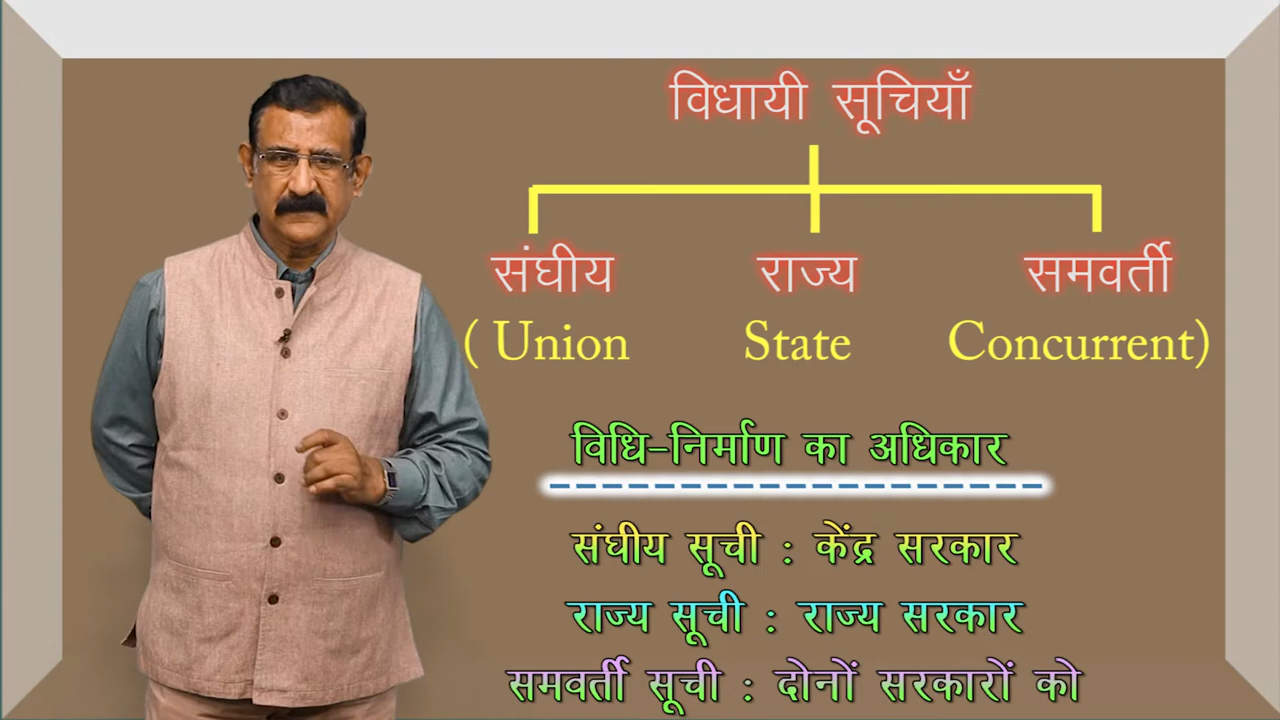 विधायी सूचियाँ
संघीय राज्य समवर्ती
( Union State Concurrent)
विधि-निर्माण का अधिकार
संघीय सूची : केंद्र सरकार
राज्य सूची : राज्य सरकार
समवर्ती सूची : दोनों सरकारों को